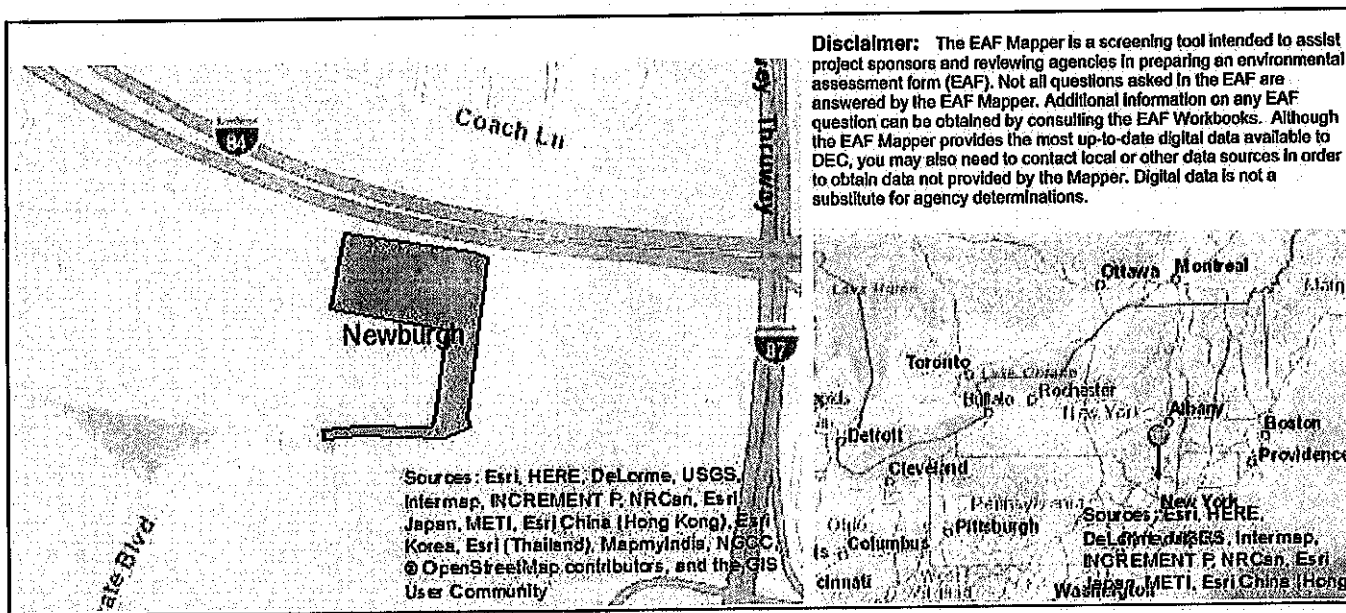 Disclaimer: The EAF Mapper is a screening tool intended to assist
project sponsors and reviewing agencies in preparing an environmental
assessment form (EAF). Not all questions asked in the EAF are
answered by the EAF Mapper. Additional information on any EAF
question can be obtained by consulting the EAF Workbooks. Although
the EAF Mapper provides the most up-to-date digital data available to
DEC, you may also need to contact local or other data sources in order
to obtain data not provided by the Mapper. Digital data is not a
substitute for agency determinations.
84
Coach Ln
Thruway
Newburgh
87
ate Blvd
Sources: Esri, HERE, DeLorme, USGS,
Intermap, INCREMENT P, NRCan, Esri
Japan, METI, Esri China (Hong Kong), Esri
Korea, Esri (Thailand), MapmyIndia, NGCC,
© OpenStreetMap contributors, and the GIS
User Community
Ottawa
Montreal
Toronto
Rochester
Buffalo
New York
Albany
Boston
Detroit
Providence
Cleveland
Pennsylvania
New York
Ohio
Pittsburgh
Columbus
cinnati
Washington
Sources: Esri, HERE,
DeLorme, USGS, Intermap,
INCREMENT P, NRCan, Esri
Japan, METI, Esri China (Hong